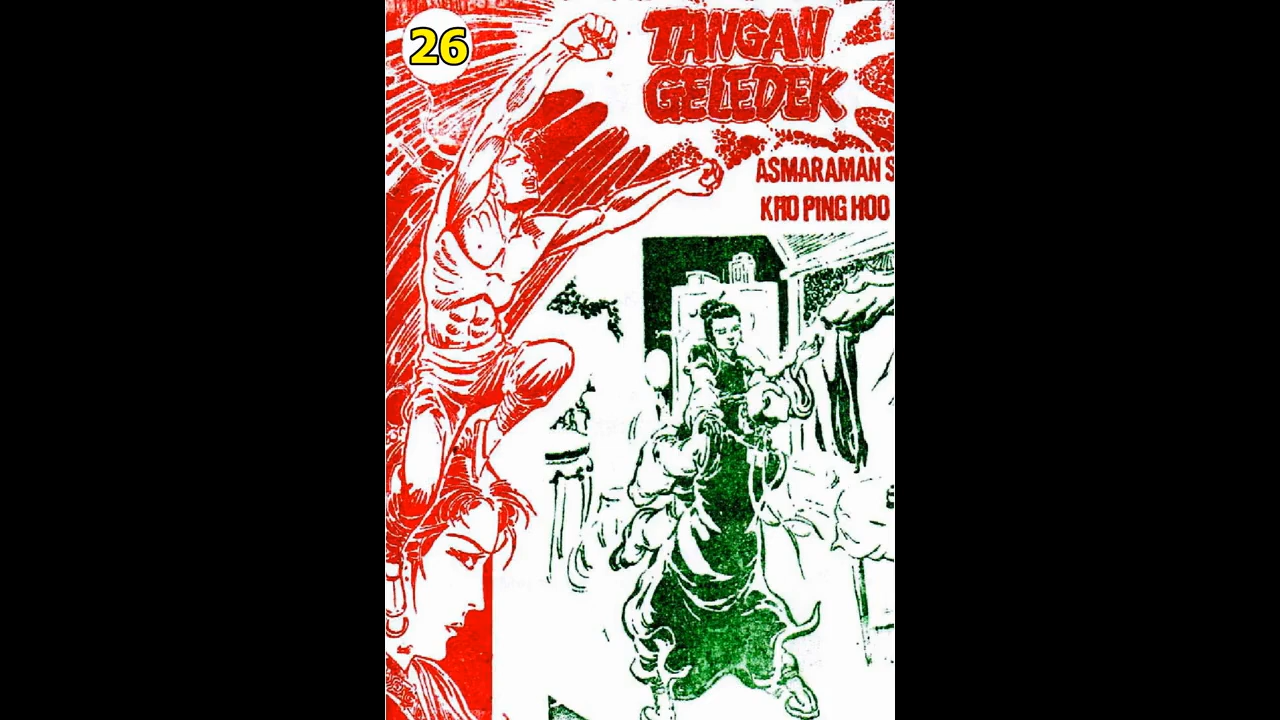 26
TANGAN
GELEDEK
ASMARAMAN S
KHO PING HOO